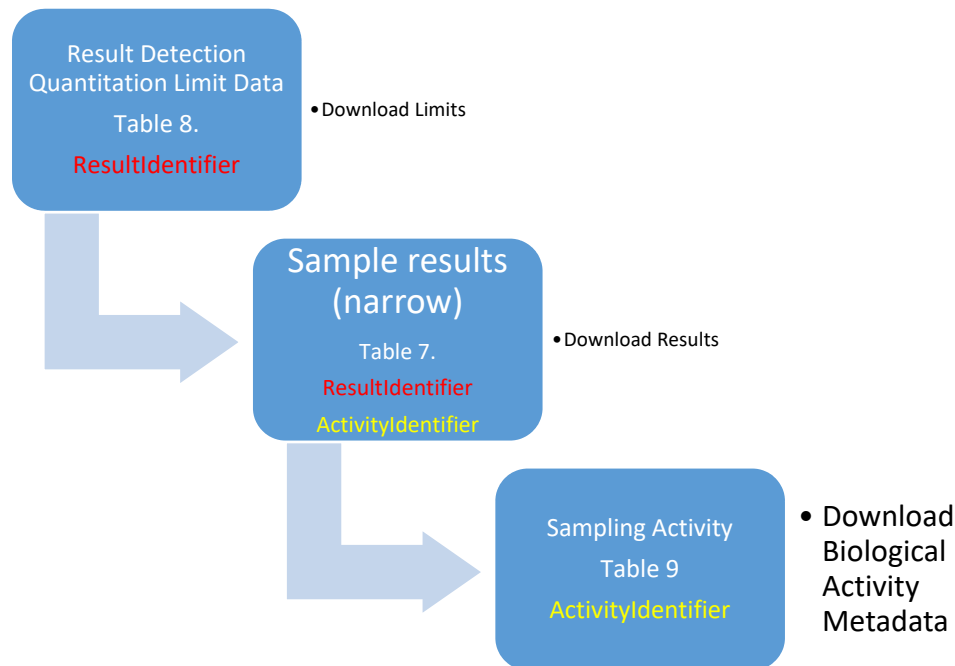 Result Detection
Quantitation Limit Data
Table 8.
ResultIdentifier
•Download Limits
Sample results
(narrow)
Table 7.
ResultIdentifier
ActivityIdentifier
•Download Results
Sampling Activity
Table 9
ActivityIdentifier
• Download
Biological
Activity
Metadata